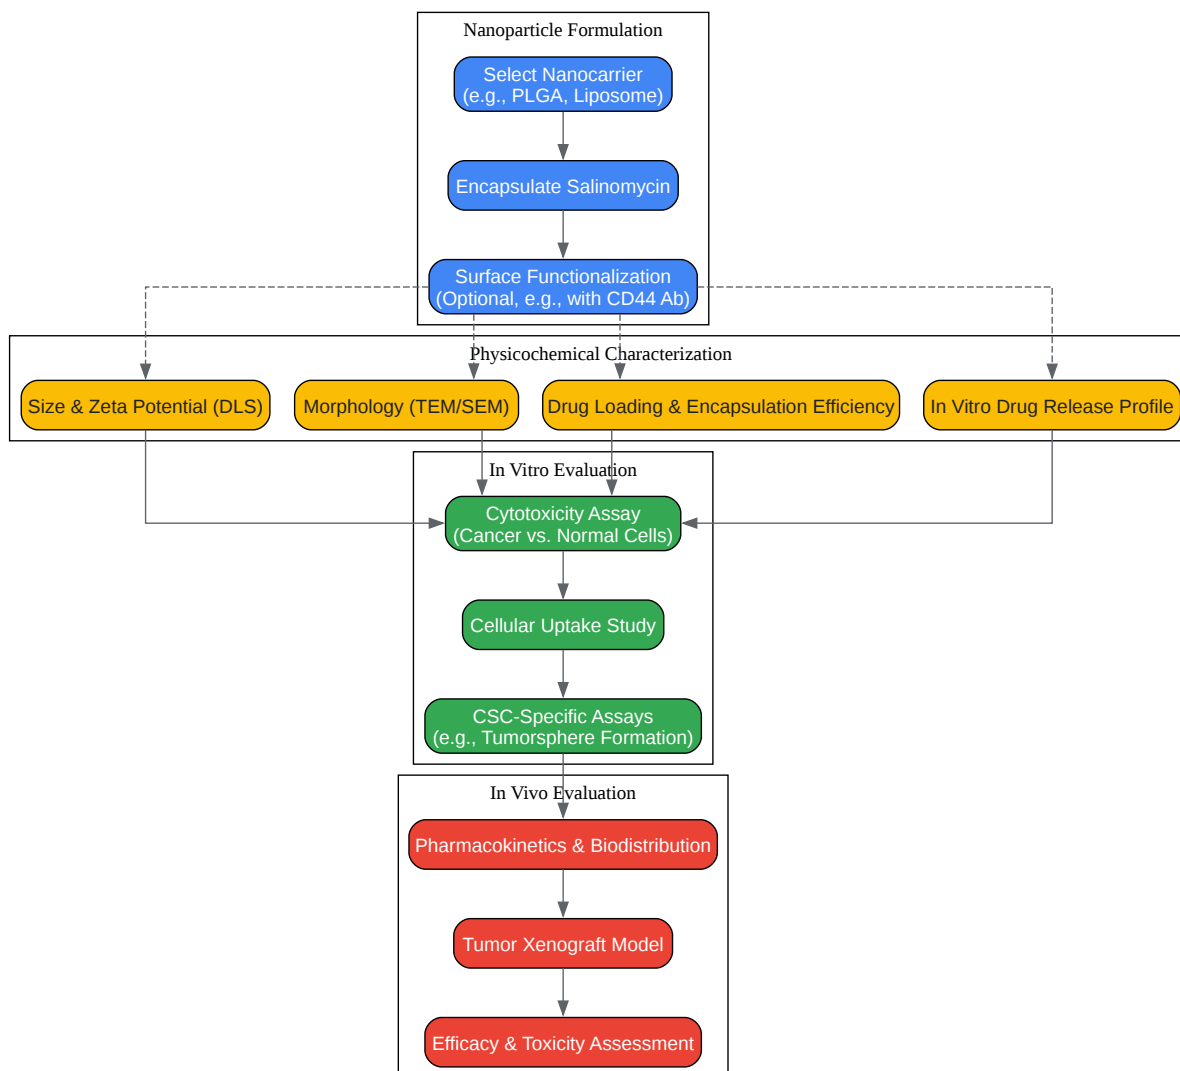 Nanoparticle Formulation
Select Nanocarrier
(e.g., PLGA, Liposome)
Encapsulate Salinomycin
Surface Functionalization
(Optional, e.g., with CD44 Ab)
Physicochemical Characterization
Size & Zeta Potential (DLS)
Morphology (TEM/SEM)
Drug Loading & Encapsulation Efficiency
In Vitro Drug Release Profile
In Vitro Evaluation
Cytotoxicity Assay
(Cancer vs. Normal Cells)
Cellular Uptake Study
CSC-Specific Assays
(e.g., Tumorsphere Formation)
In Vivo Evaluation
Pharmacokinetics & Biodistribution
Tumor Xenograft Model
Efficacy & Toxicity Assessment